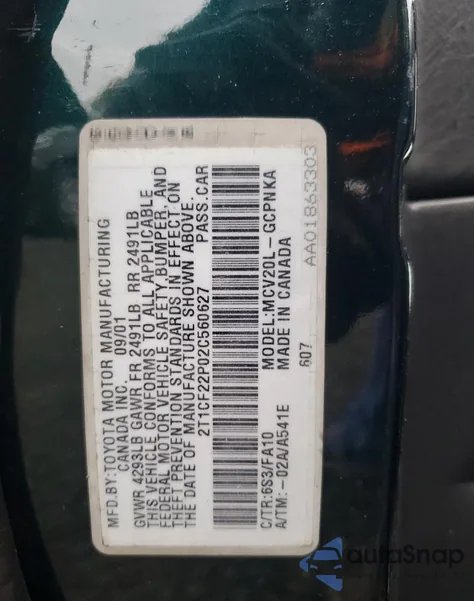 MFD.BY:TOYOTA MOTOR MANUFACTURING
CANADA INC. 09/01
GVWR 4293LB GAWR FR 2491LB. RR 2491LB
THIS VEHICLE CONFORMS TO ALL APPLICABLE
FEDERAL MOTOR VEHICLE SAFETY, BUMPER, AND
THEFT PREVENTION STANDARDS IN EFFECT ON
THE DATE OF MANUFACTURE SHOWN ABOVE.
2T1CF22P02C560627 PASS.CAR
C/TR:6S3/FA10 MODEL:MCV20L-GCPNKA
A/TM:-02A/A541E MADE IN CANADA
607
AA01863303
autoSnap